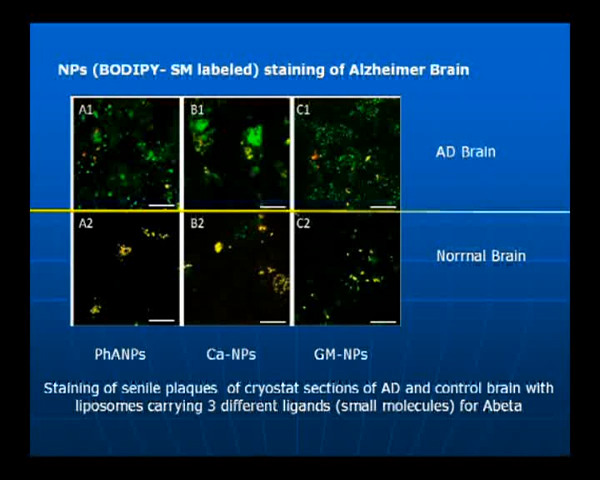 NPs (BODIPY- SM labeled) staining of Alzheimer Brain
A1 B1 C1
AD Brain
A2 B2 C2
Norrnal Brain
PhANPs Ca-NPs GM-NPs
Staining of senile plaques of cryostat sections of AD and control brain with
liposomes carrying 3 different ligands (small molecules) for Abeta